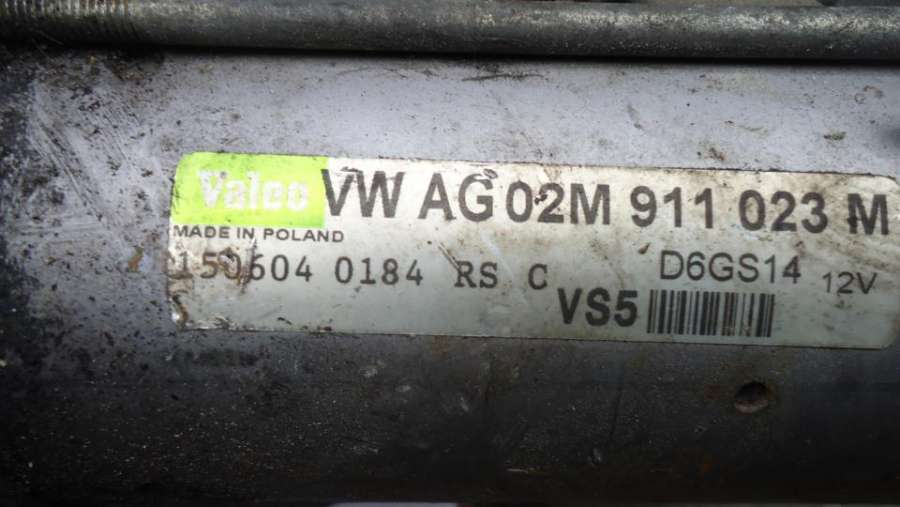 Valeo VW AG 02M 911 023 M
MADE IN POLAND
150604 0184 RS C D6GS14 12V
VS5